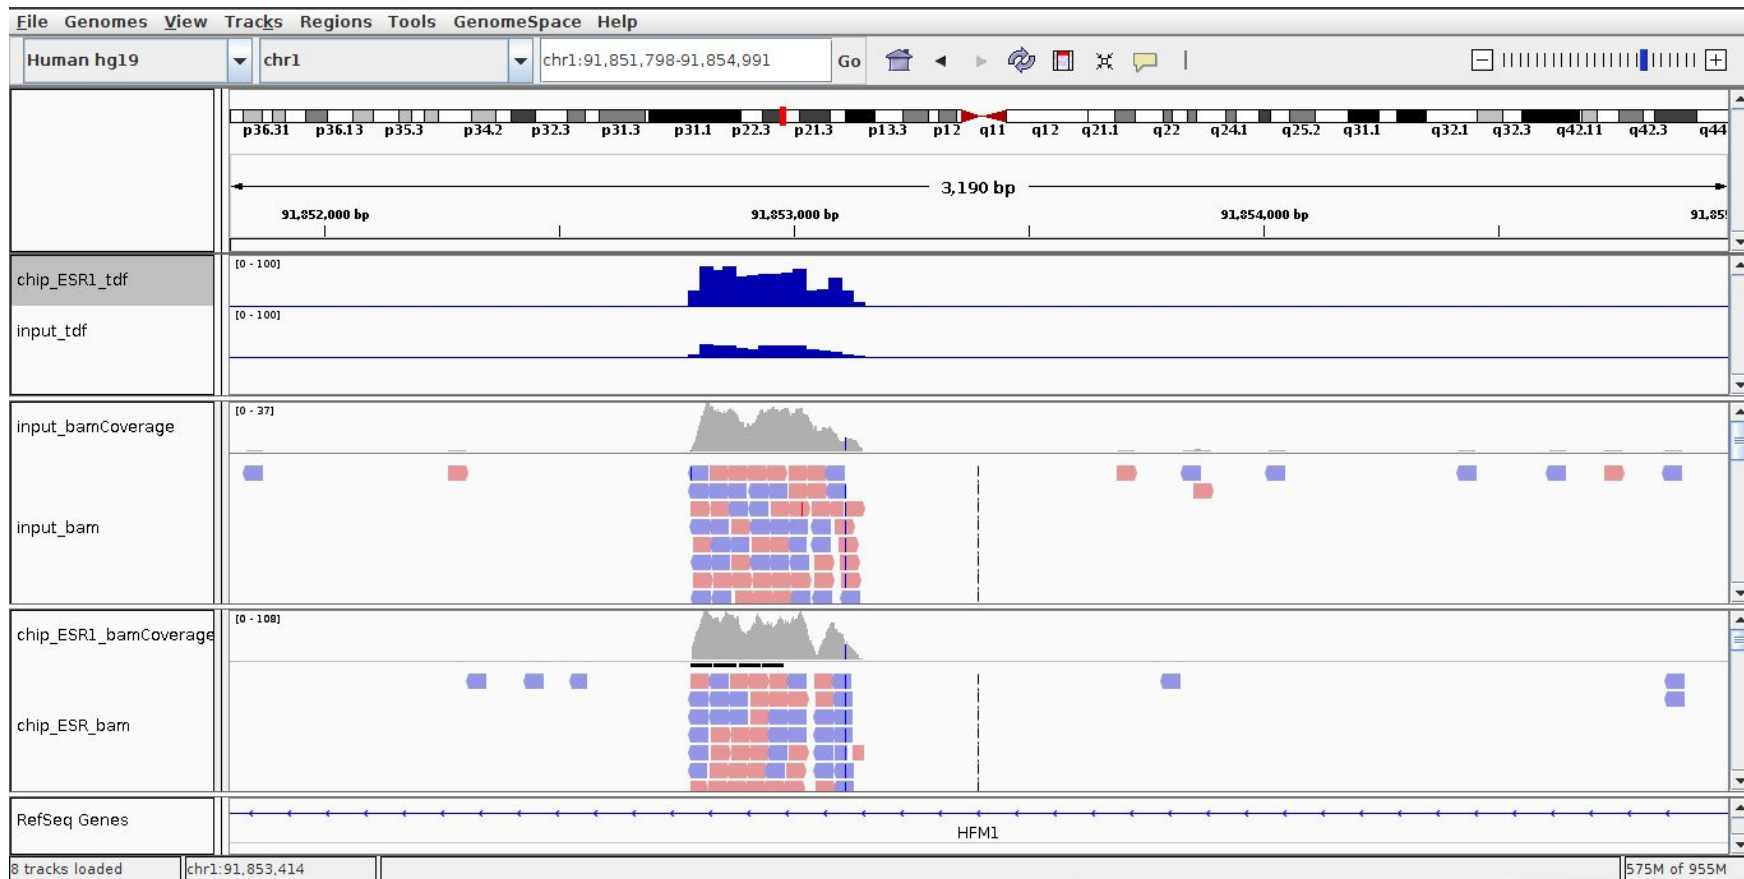 File Genomes View Tracks Regions Tools GenomeSpace Help
Human hg19 chr1 chr1:91,851,798-91,854,991 Go
p36.31 p36.13 p35.3 p34.2 p32.3 p31.3 p31.1 p22.3 p21.3 p13.3 p12 q11 q12 q21.1 q22 q24.1 q25.2 q31.1 q32.1 q32.3 q42.11 q42.3 q44
3,190 bp
91,852,000 bp 91,853,000 bp 91,854,000 bp 91,855
chip_ESR1_tdf [0 - 100]
input_tdf [0 - 100]
input_bamCoverage [0 - 37]
input_bam
chip_ESR1_bamCoverage [0 - 108]
chip_ESR_bam
RefSeq Genes
HFM1
8 tracks loaded chr1:91,853,414 575M of 955M